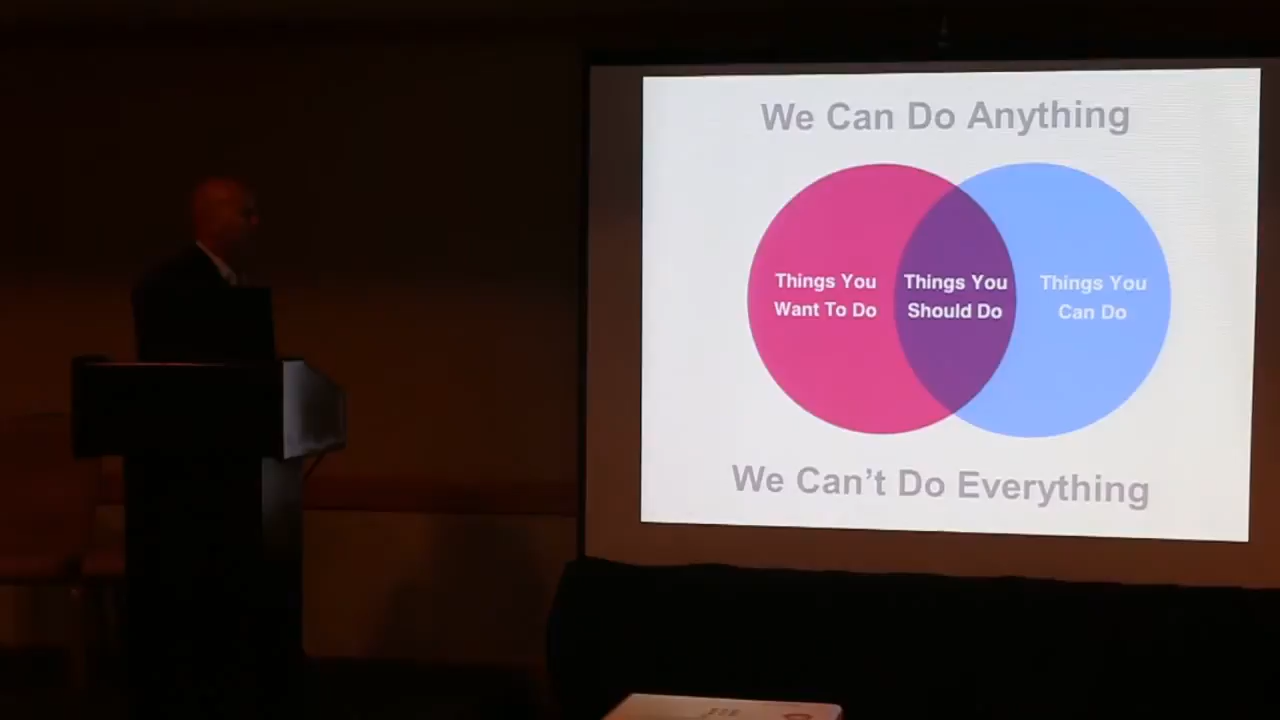 We Can Do Anything
Things You
Want To Do
Things You
Should Do
Things You
Can Do
We Can't Do Everything